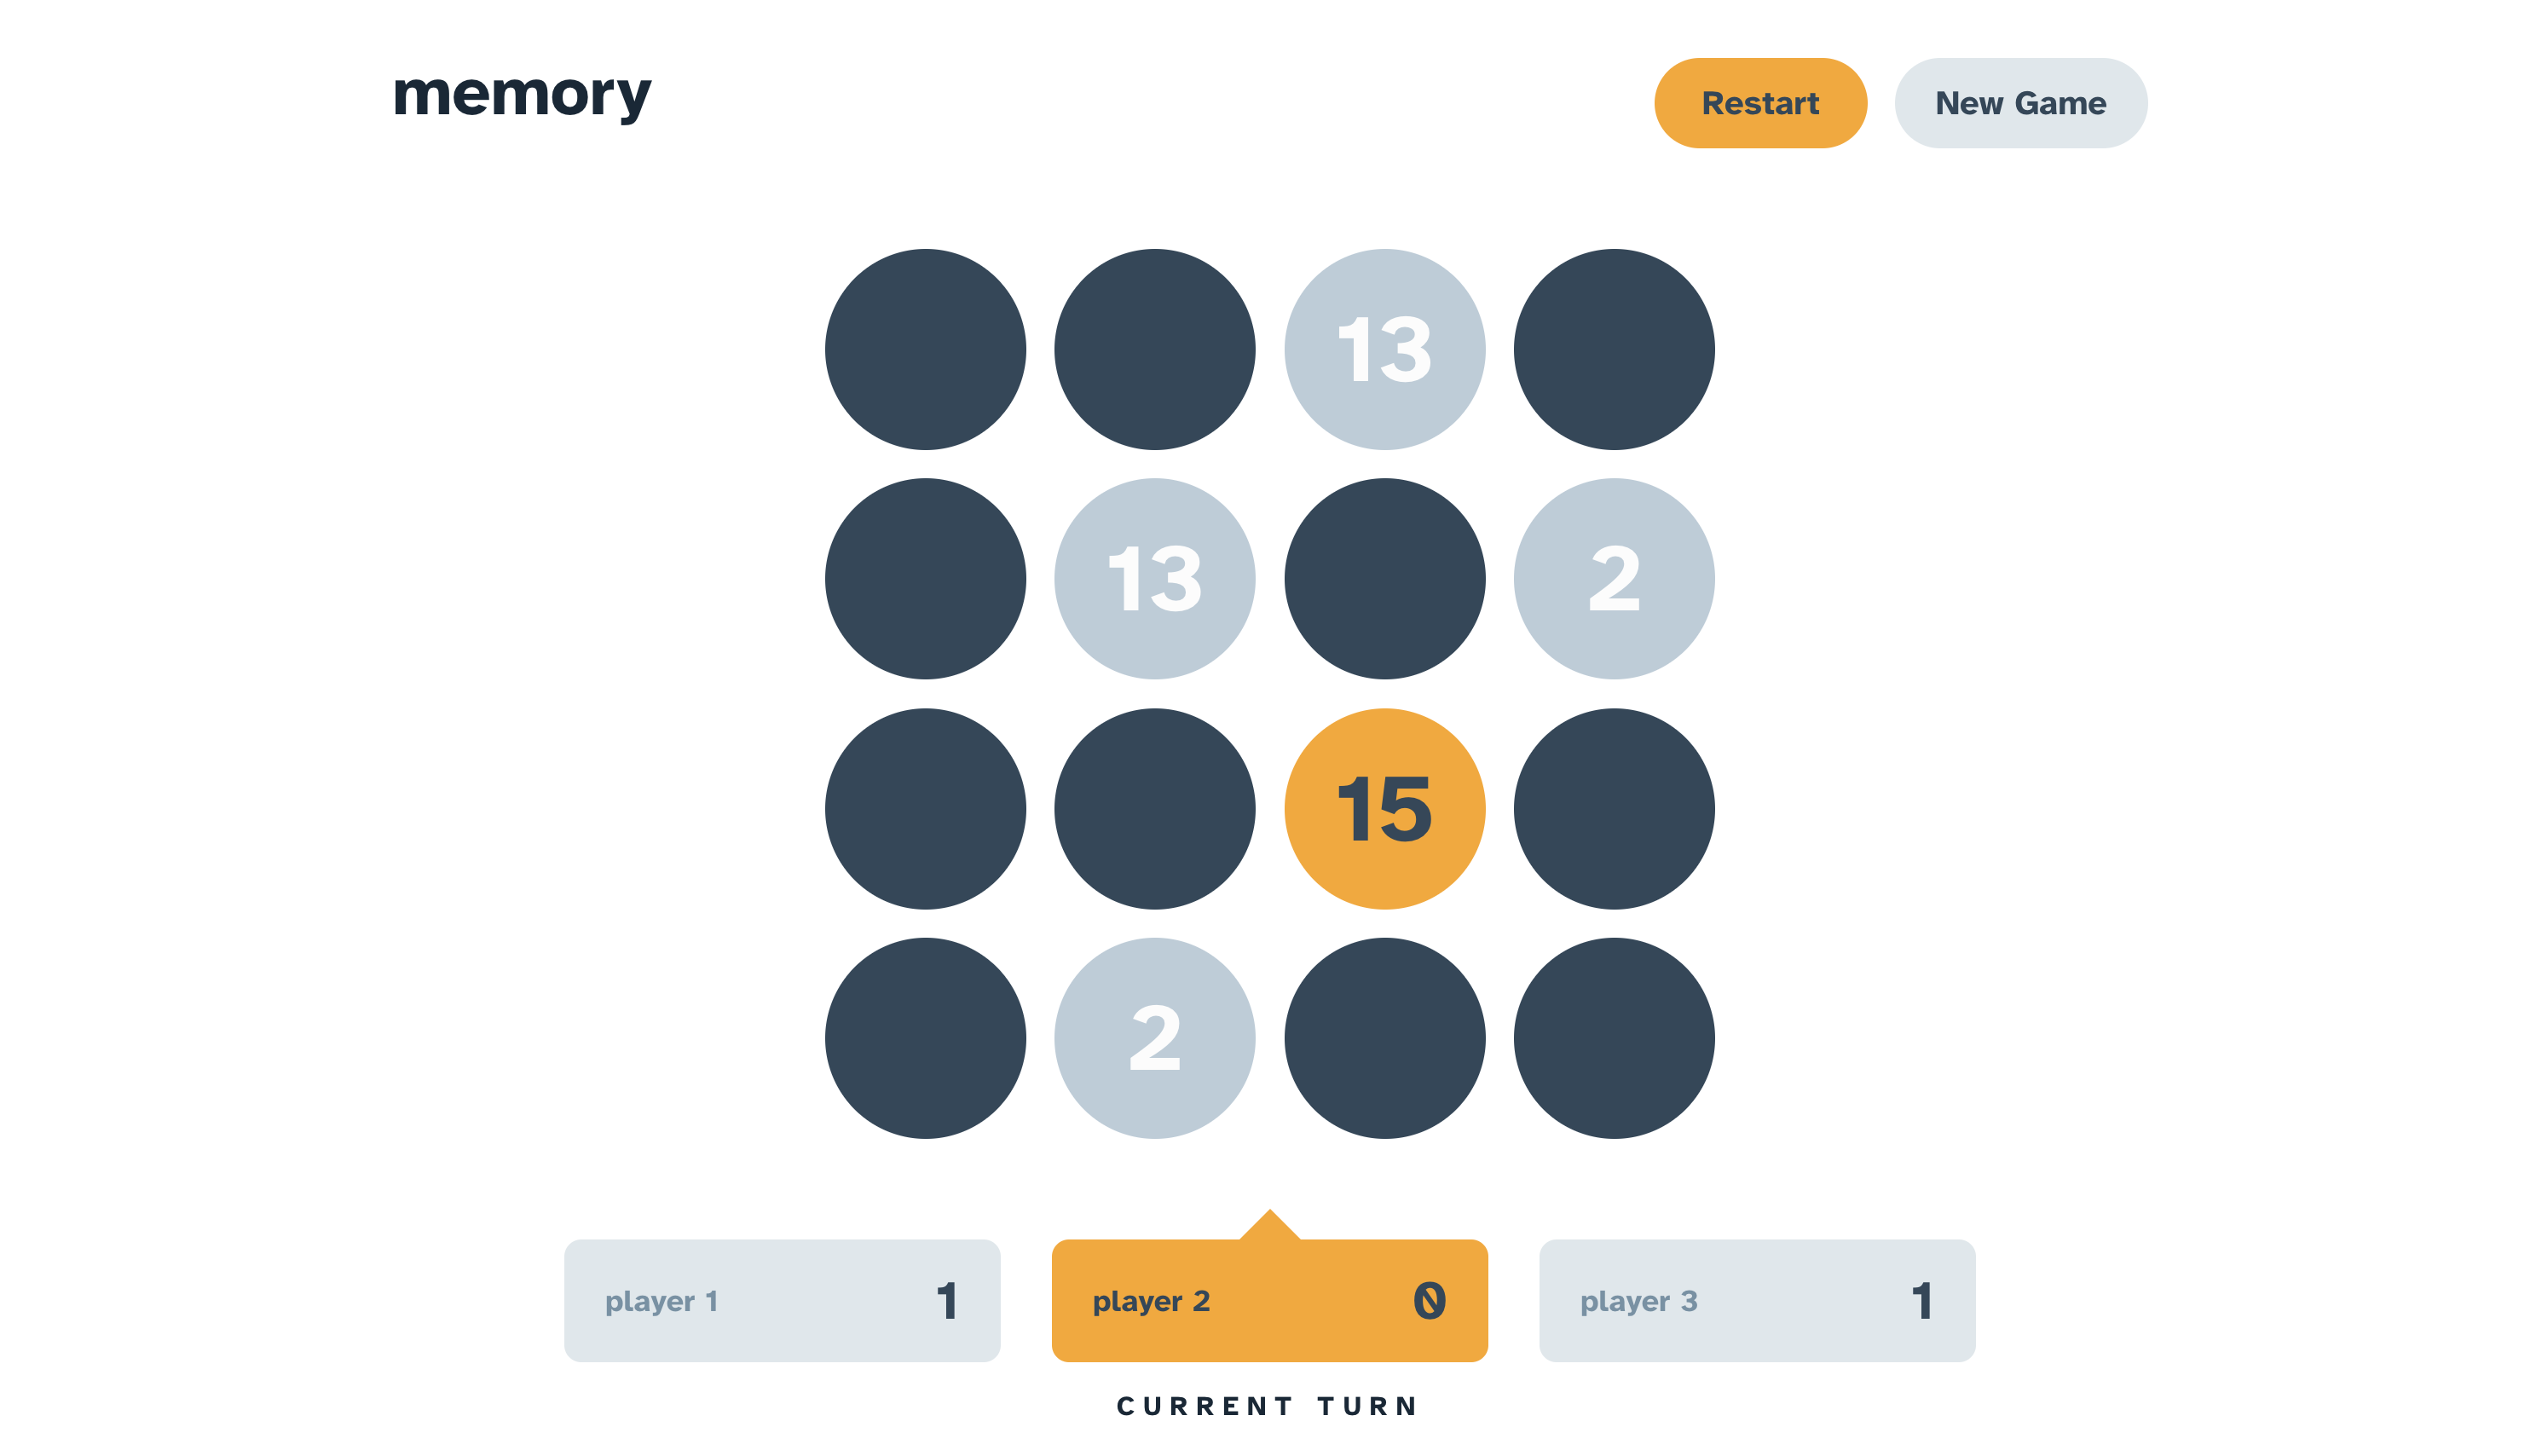 memory
Restart
New Game
13
13
2
15
2
player 1
1
player 2
0
player 3
1
CURRENT TURN